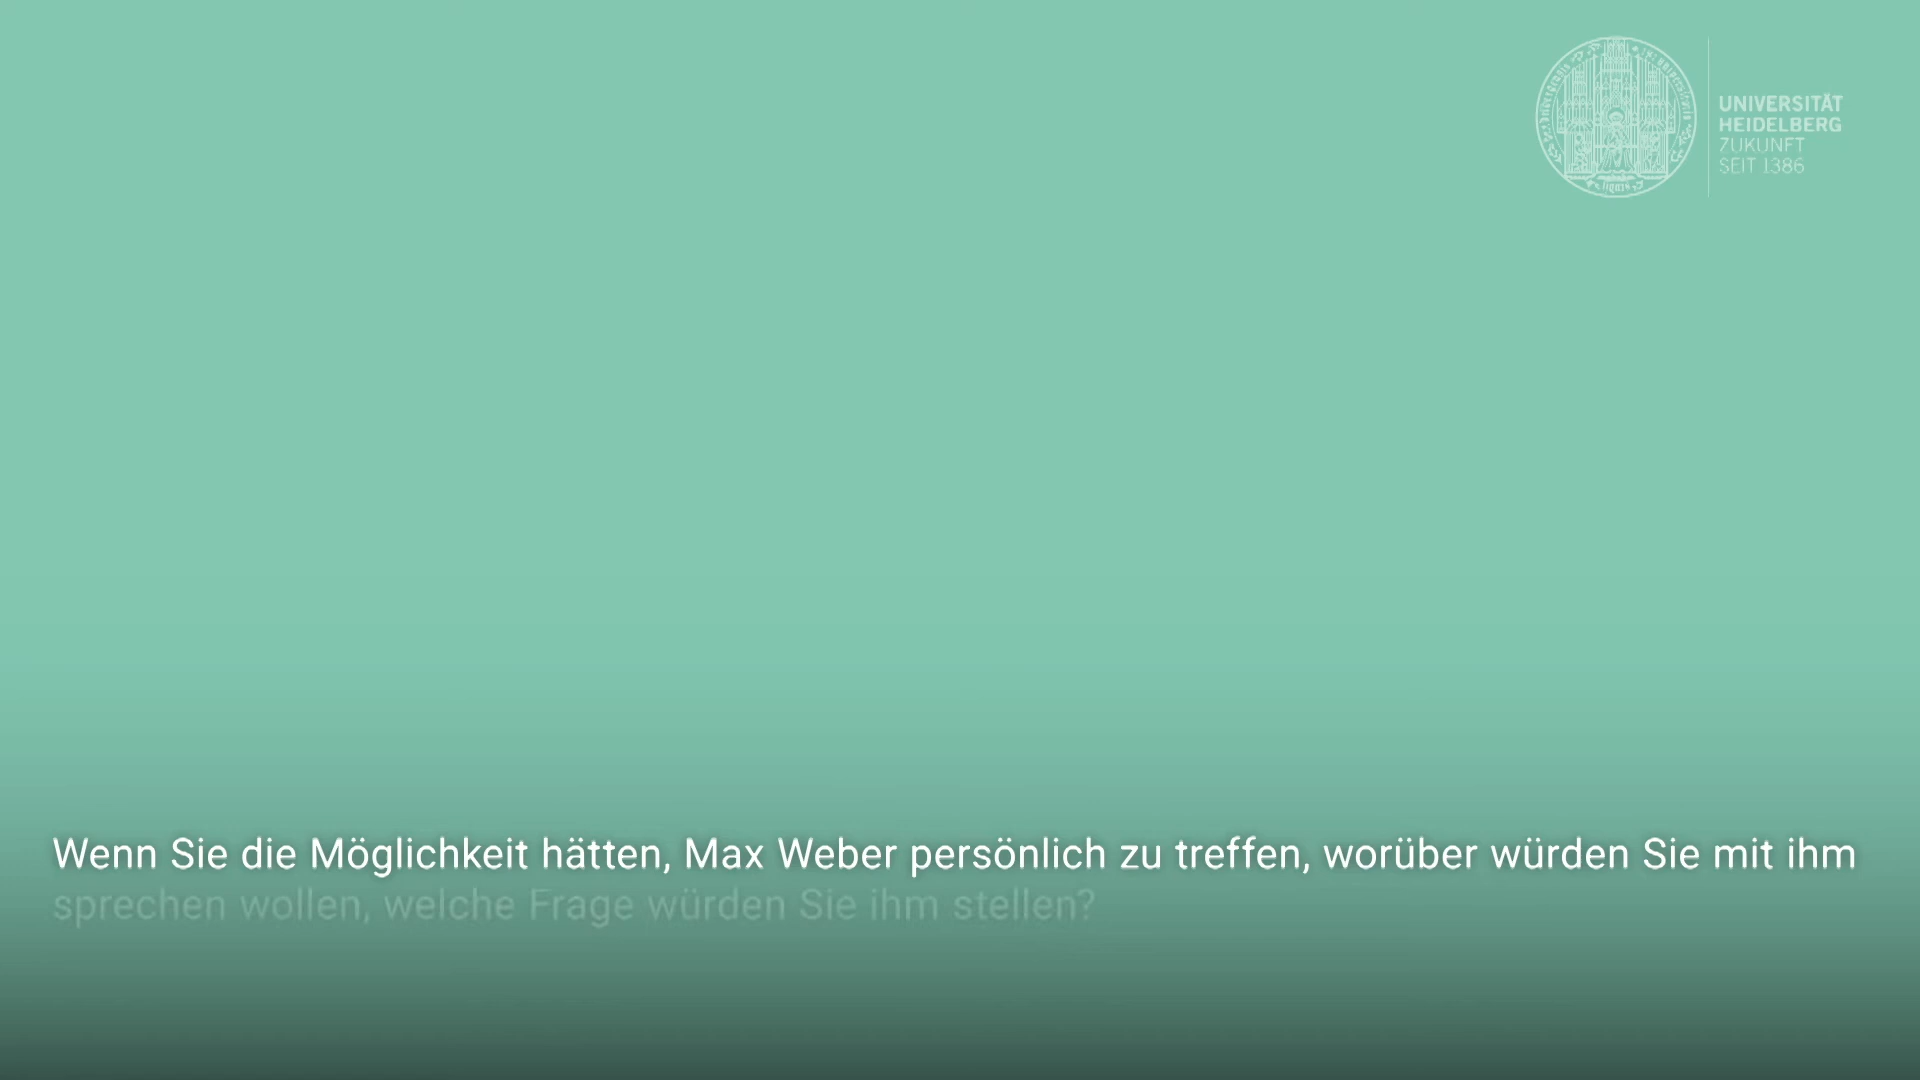 UNIVERSITÄT
HEIDELBERG
ZUKUNFT
SEIT 1386
Wenn Sie die Möglichkeit hätten, Max Weber persönlich zu treffen, worüber würden Sie mit ihm
sprechen wollen, welche Frage würden Sie ihm stellen?